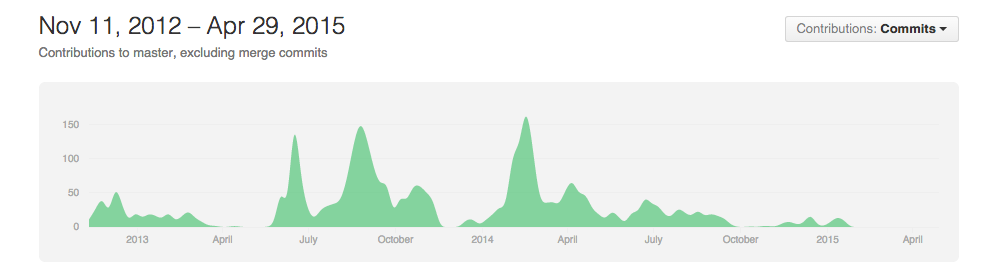 Nov 11, 2012 – Apr 29, 2015
Contributions: Commits
Contributions to master, excluding merge commits
150
100
50
0
2013 April July October 2014 April July October 2015 April